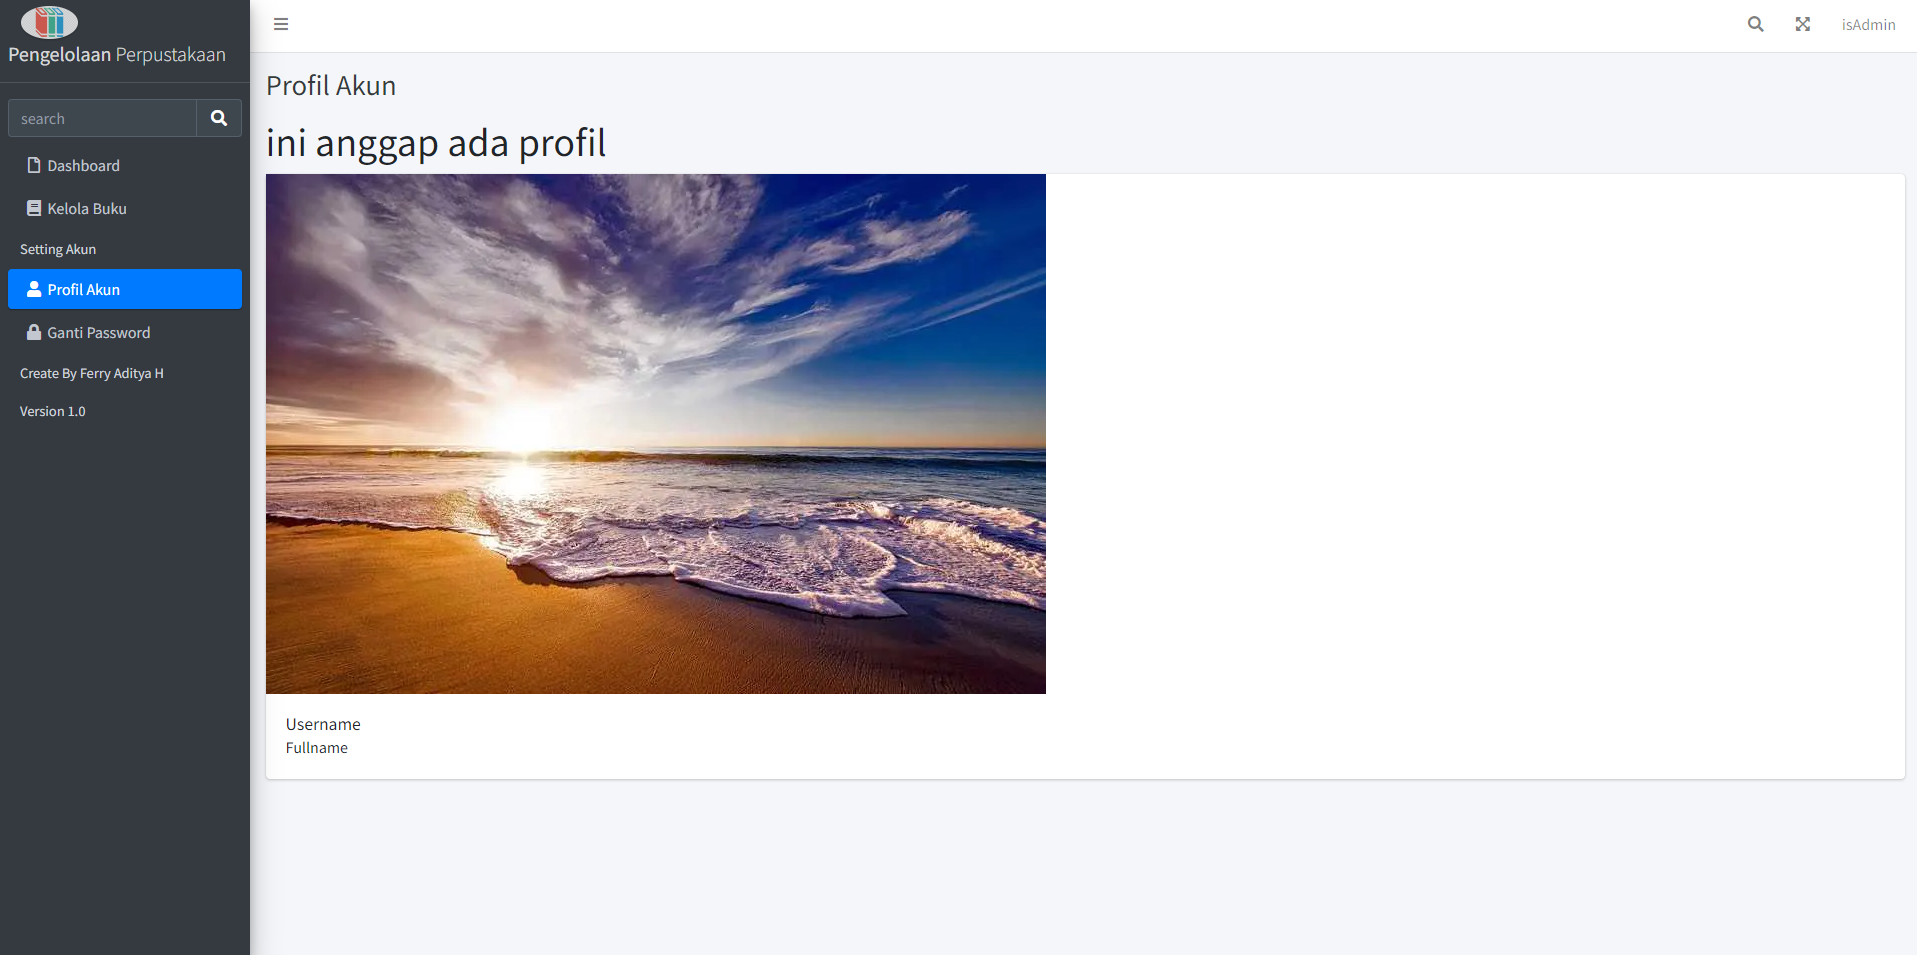 Pengelolaan Perpustakaan
search
Dashboard
Kelola Buku
Setting Akun
Profil Akun
Ganti Password
Create By Ferry Aditya H
Version 1.0
isAdmin
Profil Akun
ini anggap ada profil
Username
Fullname